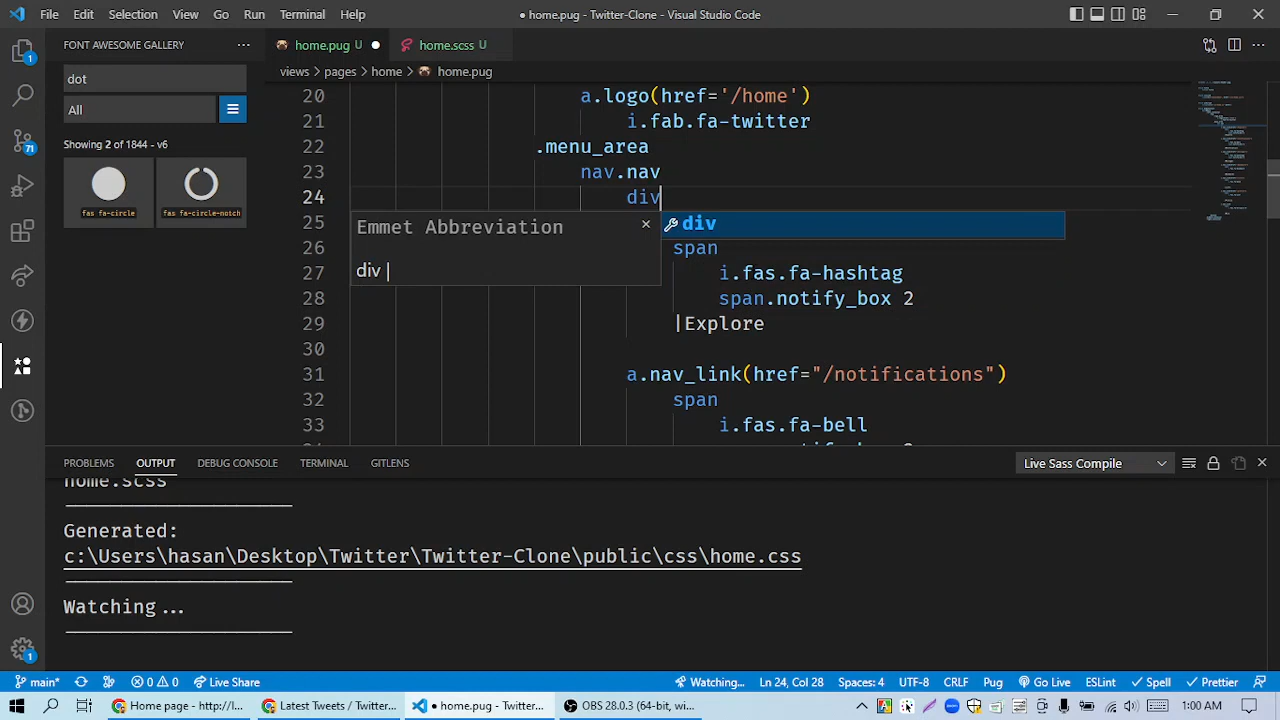 File Edit Selection View Go Run Terminal Help
● home.pug - Twitter-Clone - Visual Studio Code
FONT AWESOME GALLERY ···
home.pug U ●
home.scss U
dot
views > pages > home > home.pug
All
Showing 2 of 1844 - v6
fas fa-circle
fas fa-circle-notch
20 a.logo(href='/home')
21 i.fab.fa-twitter
22 .menu_area
23 nav.nav
24 div
25
Emmet Abbreviation ×
div |
div
26 span
27 i.fas.fa-hashtag
28 span.notify_box 2
29 |Explore
30
31 a.nav_link(href="/notifications")
32 span
33 i.fas.fa-bell
PROBLEMS OUTPUT DEBUG CONSOLE TERMINAL GITLENS
Live Sass Compile
home.scss
Generated:
c:\Users\hasan\Desktop\Twitter\Twitter-Clone\public\css\home.css
Watching...
main* 0 0 Live Share
Watching... Ln 24, Col 28 Spaces: 4 UTF-8 CRLF Pug Go Live ESLint Spell Prettier
1
71
1
Home page - http://l...
Latest Tweets / Twitter...
● home.pug - Twitter-...
OBS 28.0.3 (64-bit, wi...
1:00 AM